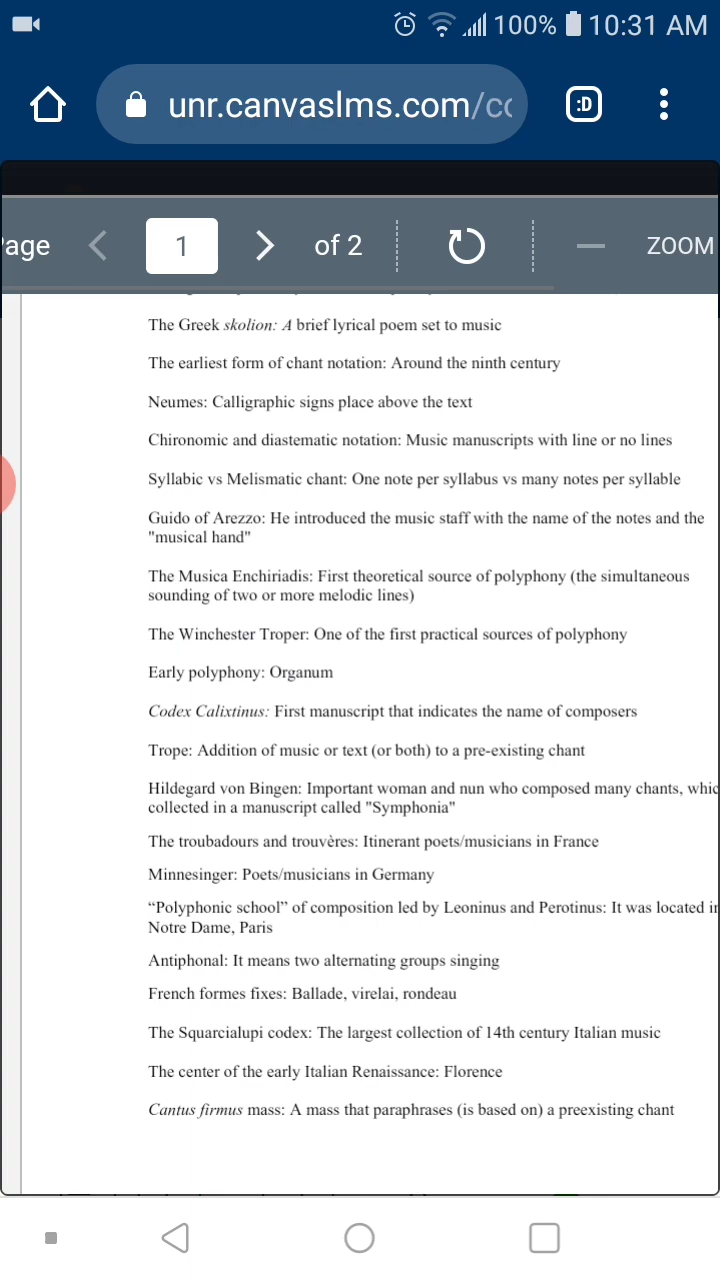 100% 10:31 AM
unr.canvaslms.com/co
:D
age 1 of 2 ZOOM
The Greek skolion: A brief lyrical poem set to music
The earliest form of chant notation: Around the ninth century
Neumes: Calligraphic signs place above the text
Chironomic and diastematic notation: Music manuscripts with line or no lines
Syllabic vs Melismatic chant: One note per syllabus vs many notes per syllable
Guido of Arezzo: He introduced the music staff with the name of the notes and the
"musical hand"
The Musica Enchiriadis: First theoretical source of polyphony (the simultaneous
sounding of two or more melodic lines)
The Winchester Troper: One of the first practical sources of polyphony
Early polyphony: Organum
Codex Calixtinus: First manuscript that indicates the name of composers
Trope: Addition of music or text (or both) to a pre-existing chant
Hildegard von Bingen: Important woman and nun who composed many chants, whic
collected in a manuscript called "Symphonia"
The troubadours and trouvères: Itinerant poets/musicians in France
Minnesinger: Poets/musicians in Germany
“Polyphonic school” of composition led by Leoninus and Perotinus: It was located in
Notre Dame, Paris
Antiphonal: It means two alternating groups singing
French formes fixes: Ballade, virelai, rondeau
The Squarcialupi codex: The largest collection of 14th century Italian music
The center of the early Italian Renaissance: Florence
Cantus firmus mass: A mass that paraphrases (is based on) a preexisting chant